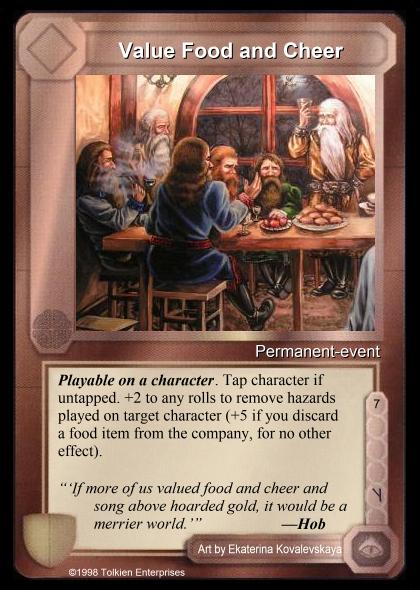 Value Food and Cheer
Permanent-event
Playable on a character. Tap character if
untapped. +2 to any rolls to remove hazards
played on target character (+5 if you discard
a food item from the company, for no other
effect).
7
“‘If more of us valued food and cheer and
song above hoarded gold, it would be a
merrier world.’” —Hob
Art by Ekaterina Kovalevskaya
©1998 Tolkien Enterprises